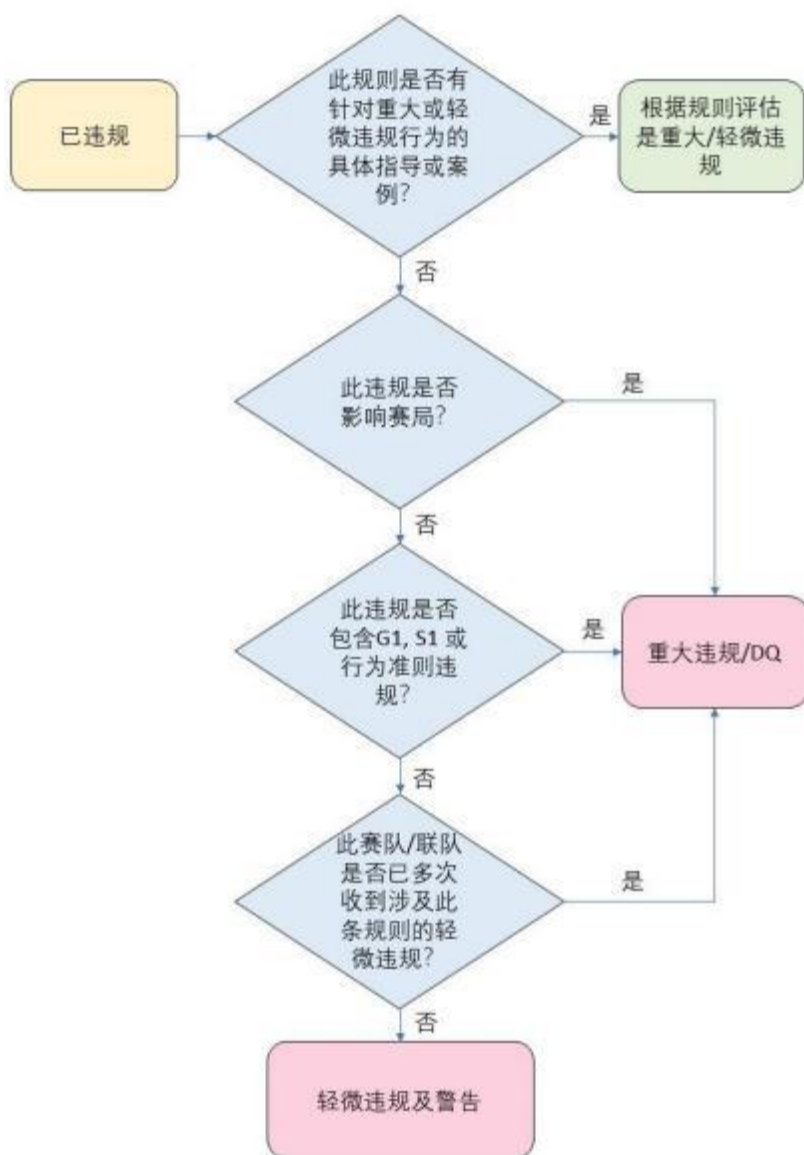 已违规
此规则是否有
针对重大或轻
微违规行为的
具体指导或案
例?
是
根据规则评估
是重大/轻微违
规
否
此违规是否
影响赛局?
是
否
此违规是否
包含G1, S1 或
行为准则违
规?
是
重大违规/DQ
否
此赛队/联队
是否已多次
收到涉及此
条规则的轻
微违规?
是
否
轻微违规及警告